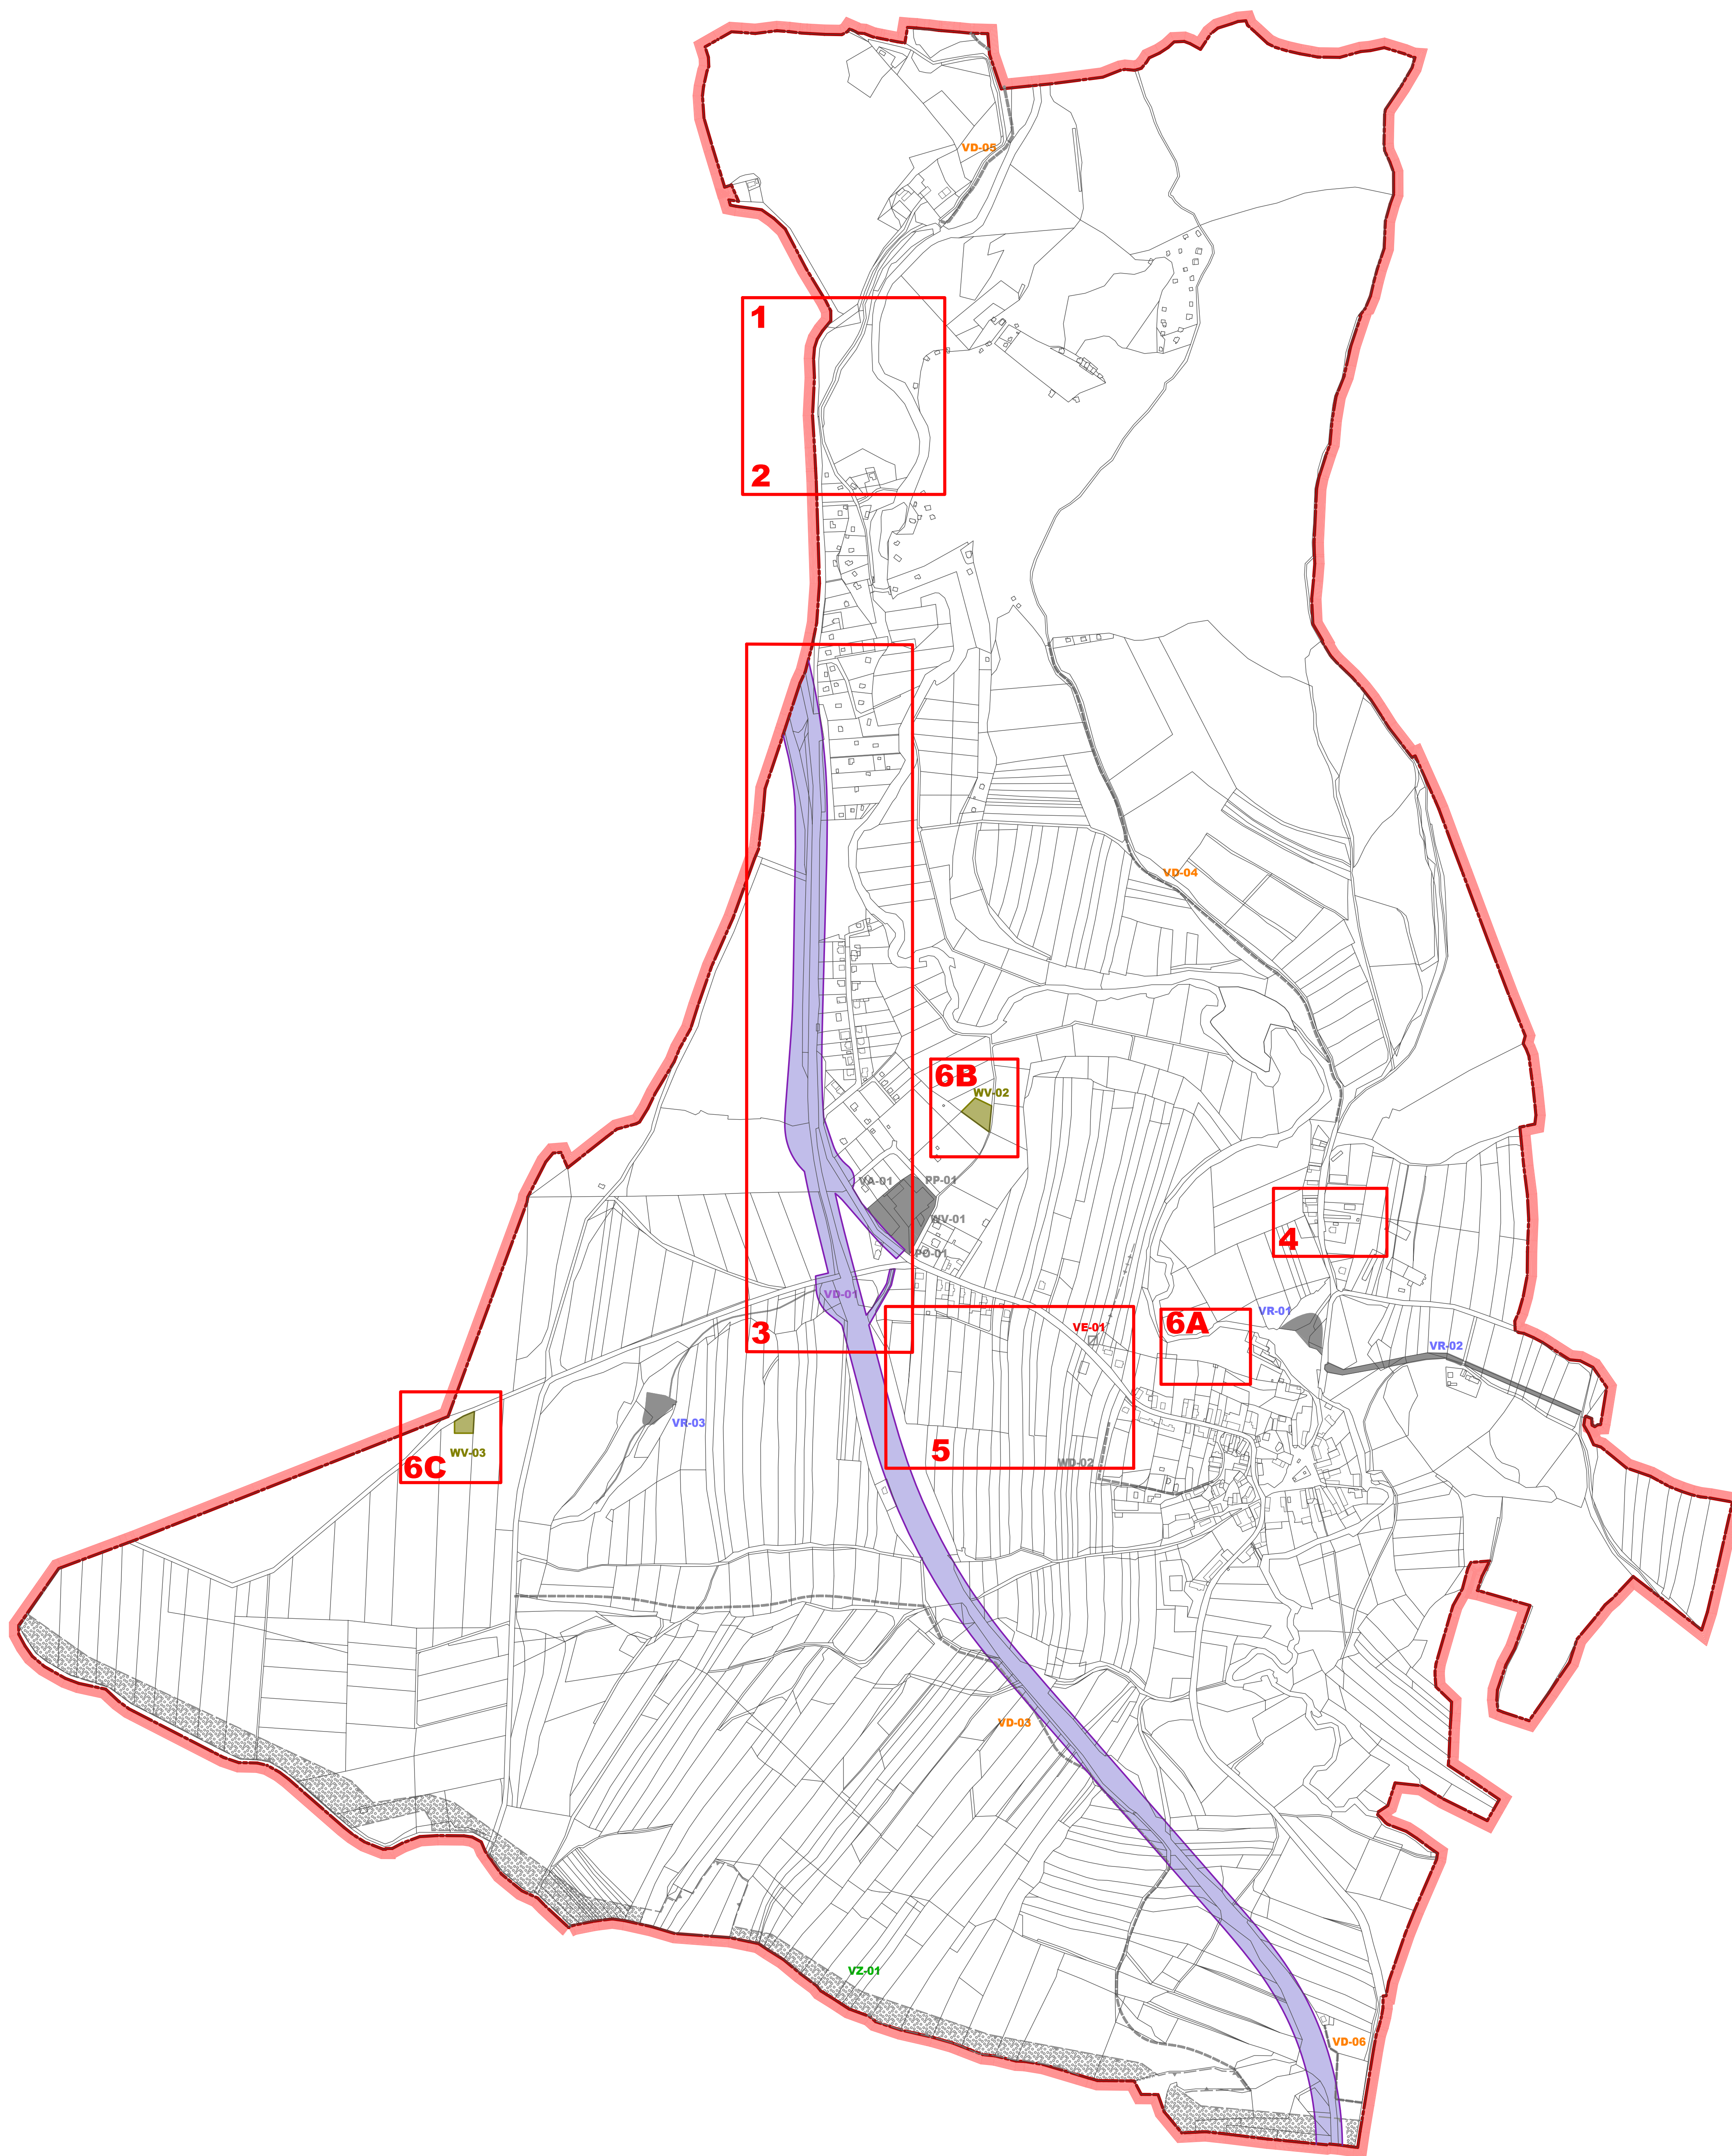 VD-05
1
2
VD-04
6B
WV-02
VA-01
PP-01
WV-01
4
PO-01
VD-01
VR-01
6A
3
VE-01
VR-02
VR-03
WV-03
5
6C
WD-02
VD-03
VZ-01
VD-06